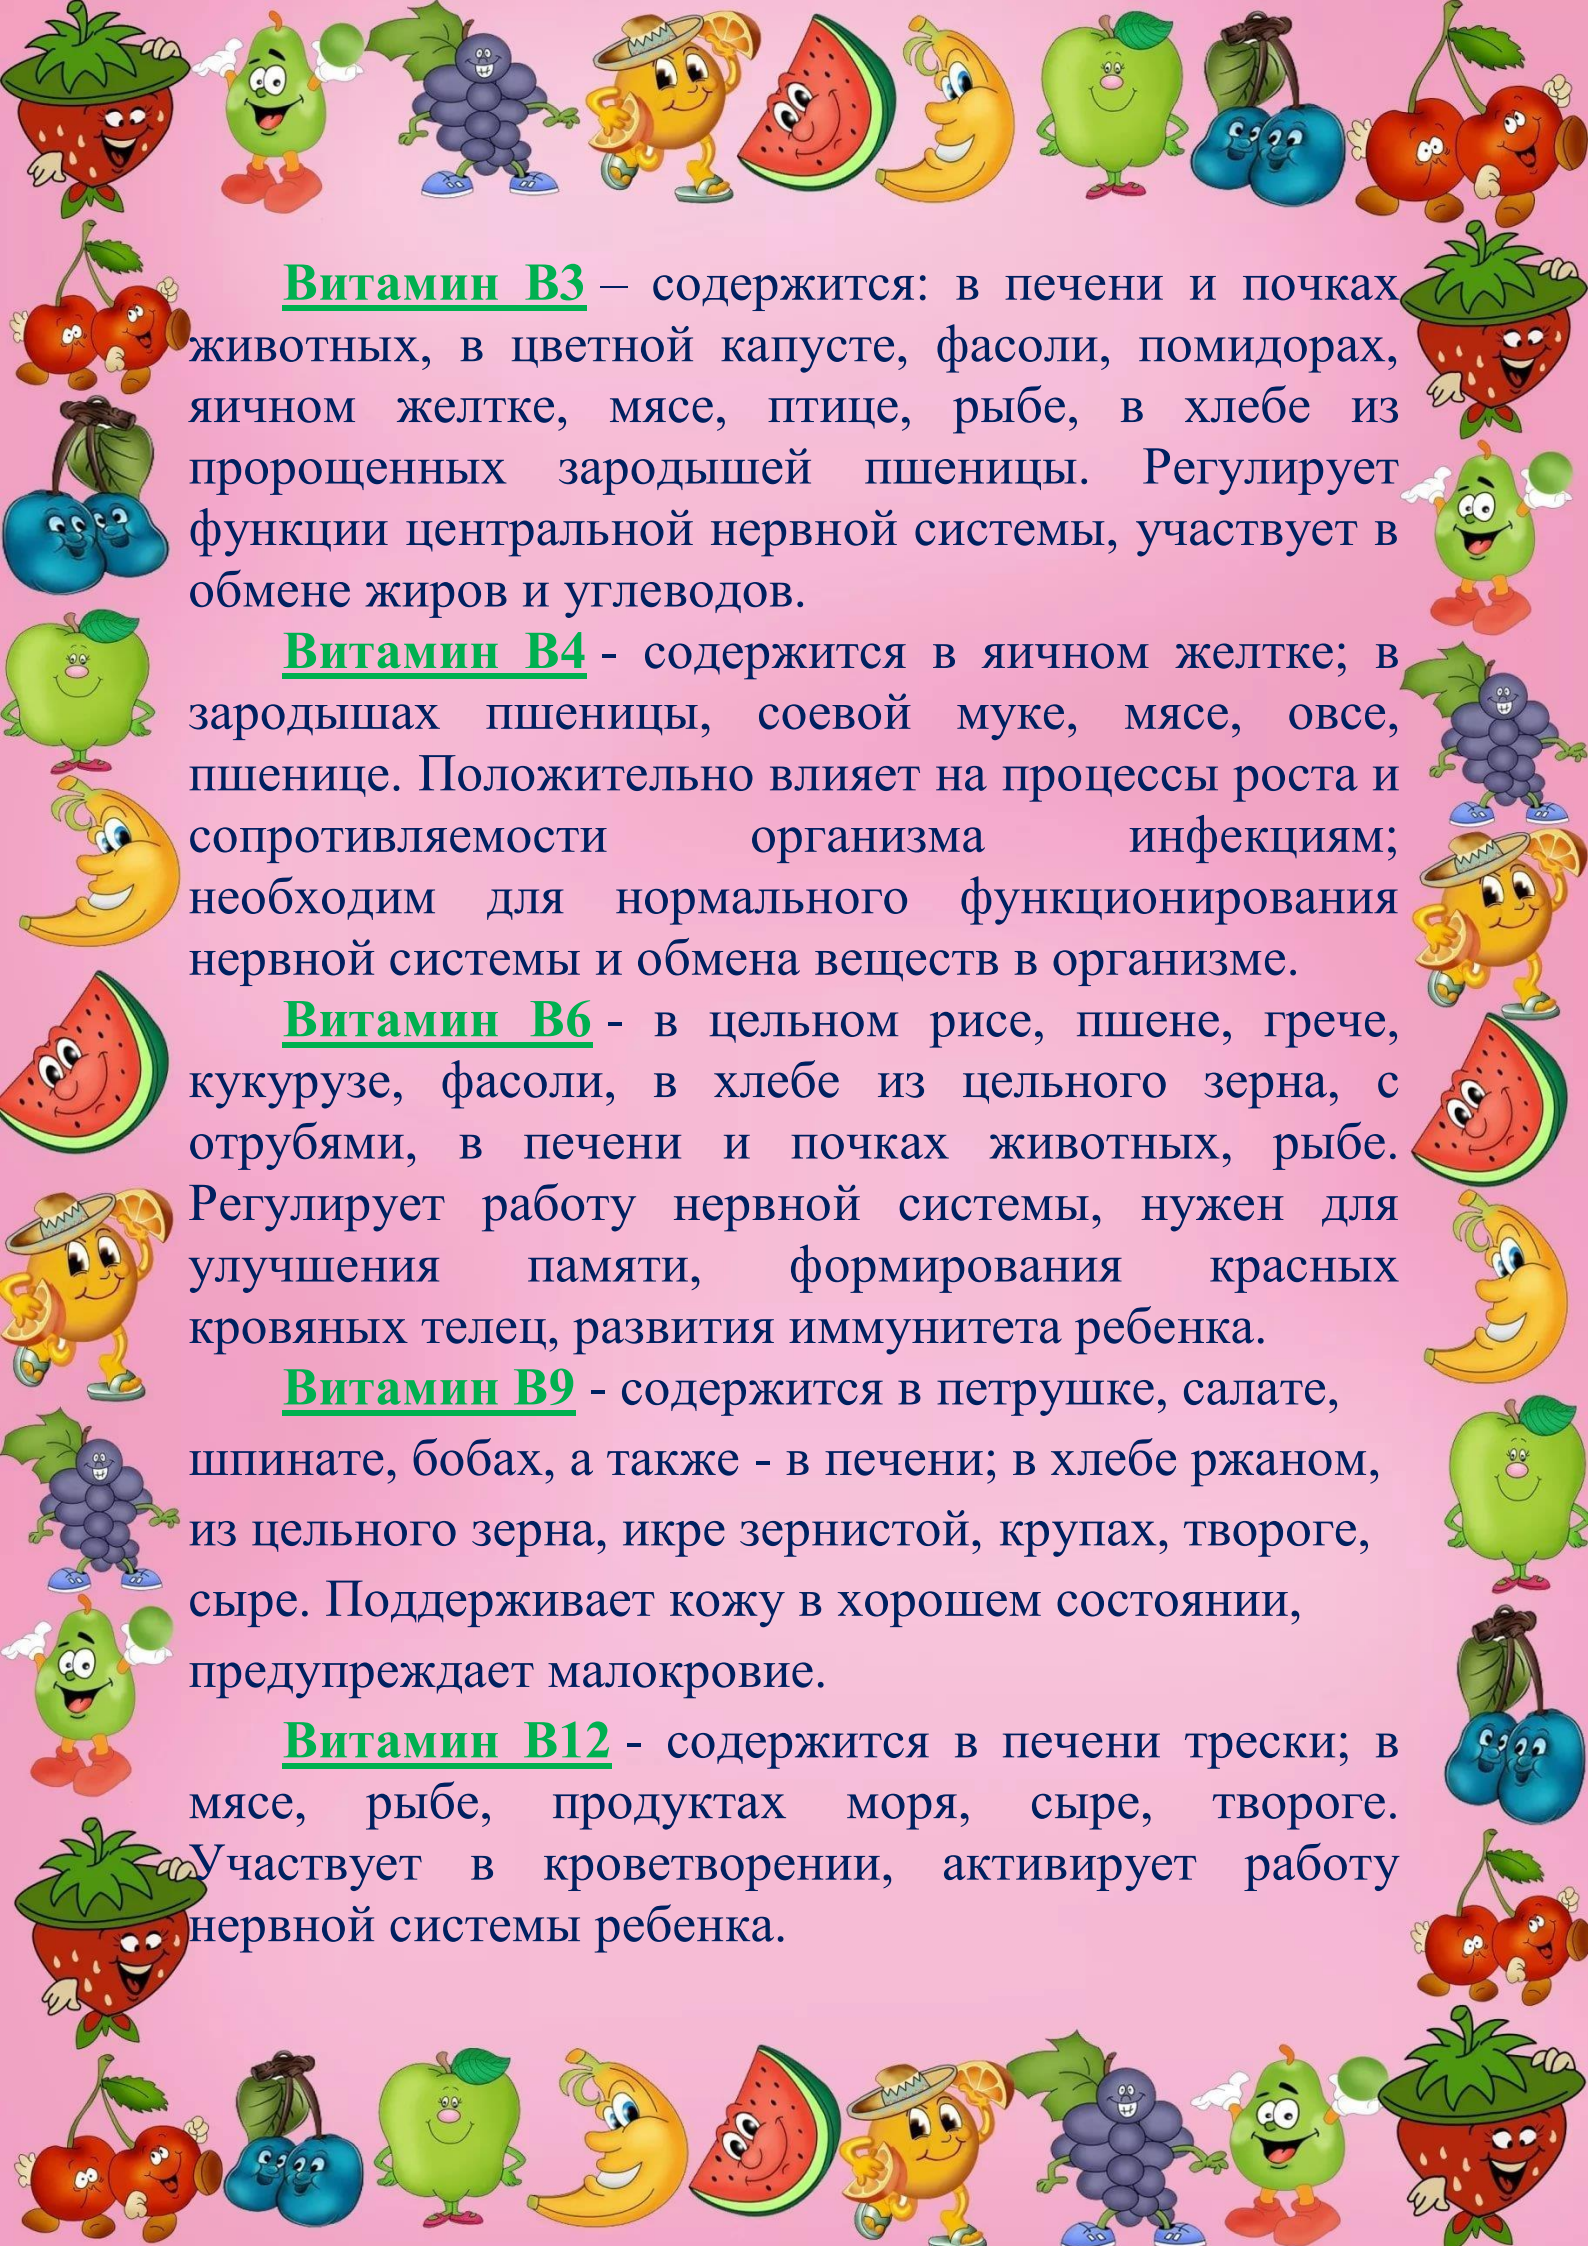 Витамин В3 – содержится: в печени и почках
животных, в цветной капусте, фасоли, помидорах,
яичном желтке, мясе, птице, рыбе, в хлебе из
пророщенных зародышей пшеницы. Регулирует
функции центральной нервной системы, участвует в
обмене жиров и углеводов.
Витамин В4 - содержится в яичном желтке; в
зародышах пшеницы, соевой муке, мясе, овсе,
пшенице. Положительно влияет на процессы роста и
сопротивляемости организма инфекциям;
необходим для нормального функционирования
нервной системы и обмена веществ в организме.
Витамин В6 - в цельном рисе, пшене, грече,
кукурузе, фасоли, в хлебе из цельного зерна, с
отрубями, в печени и почках животных, рыбе.
Регулирует работу нервной системы, нужен для
улучшения памяти, формирования красных
кровяных телец, развития иммунитета ребенка.
Витамин В9 - содержится в петрушке, салате,
шпинате, бобах, а также - в печени; в хлебе ржаном,
из цельного зерна, икре зернистой, крупах, твороге,
сыре. Поддерживает кожу в хорошем состоянии,
предупреждает малокровие.
Витамин В12 - содержится в печени трески; в
мясе, рыбе, продуктах моря, сыре, твороге.
Участвует в кроветворении, активирует работу
нервной системы ребенка.